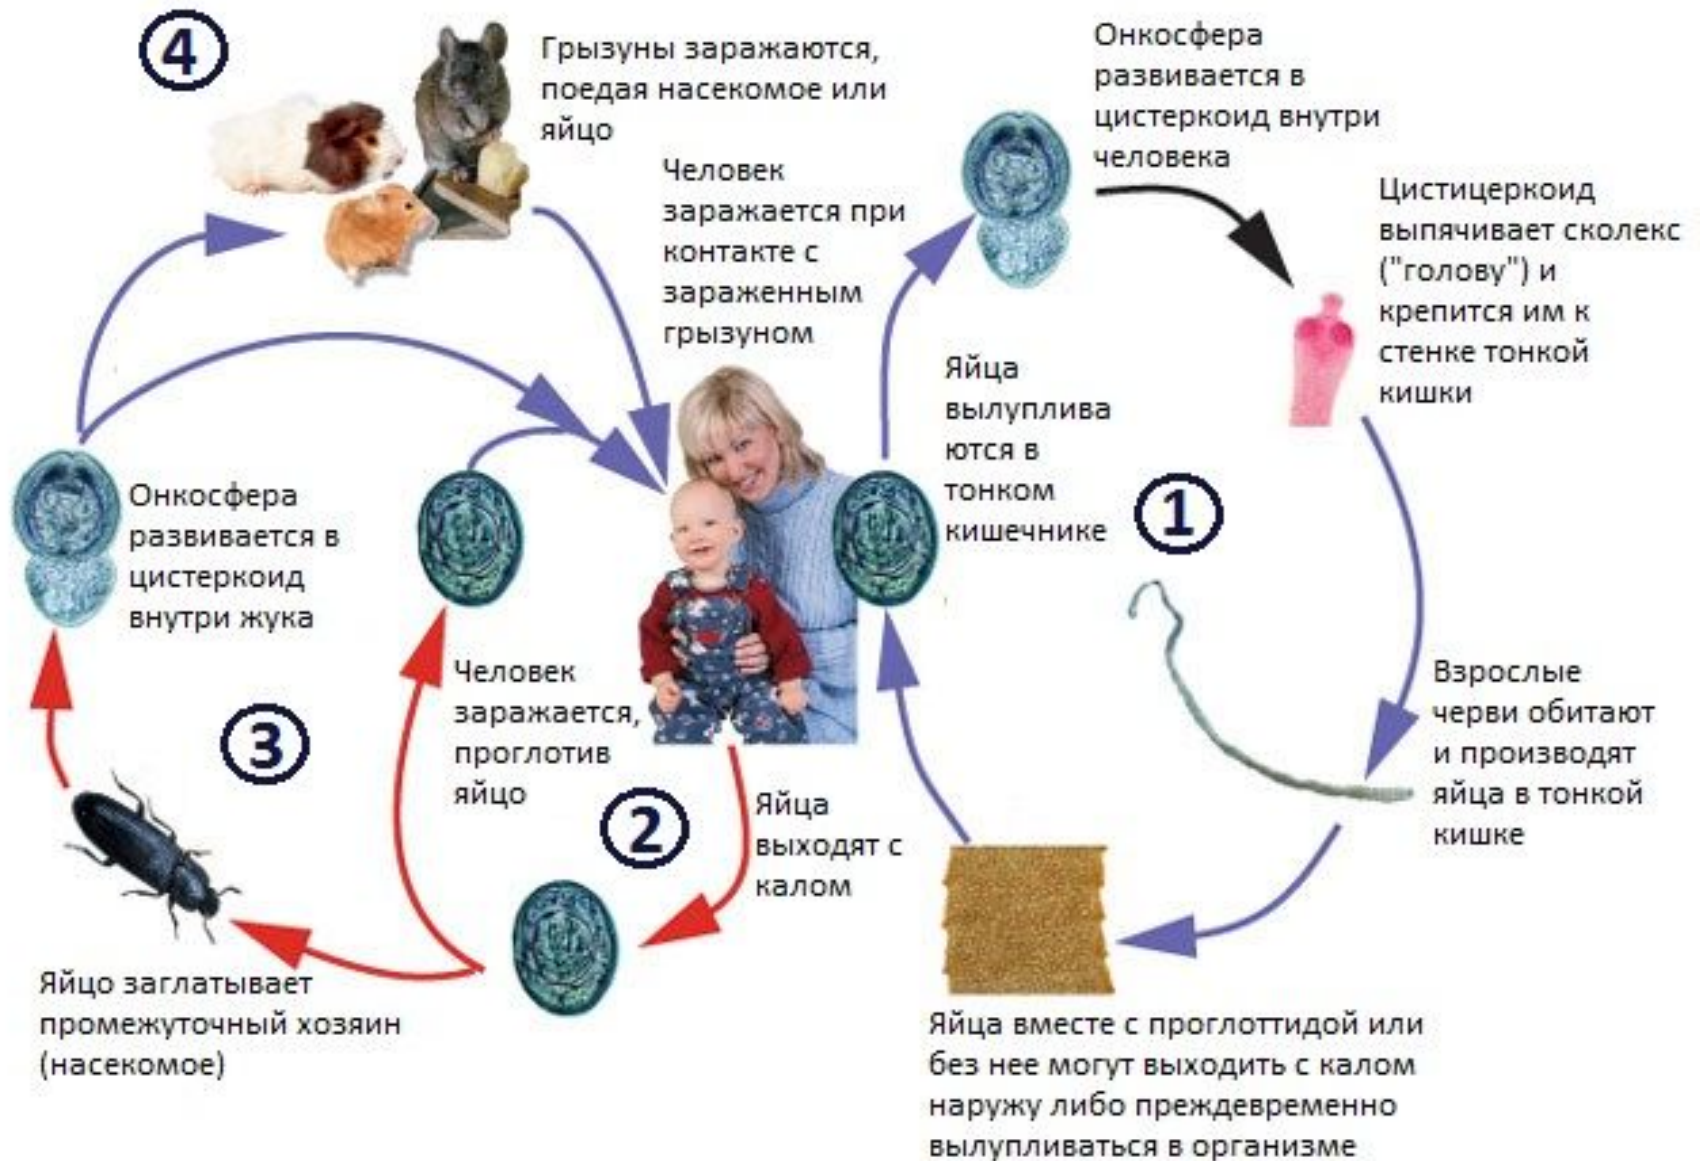 4
Грызуны заражаются,
поедая насекомое или
яйцо
Человек
заражается при
контакте с
зараженным
грызуном
Онкосфера
развивается в
цистеркоид внутри
человека
Цистицеркоид
выпячивает сколекс
("голову") и
крепится им к
стенке тонкой
кишки
Яйца
вылуплива
ются в
тонком
кишечнике
1
Онкосфера
развивается в
цистеркоид
внутри жука
3
Человек
заражается,
проглотив
яйцо
2
Яйца
выходят с
калом
Взрослые
черви обитают
и производят
яйца в тонкой
кишке
Яйцо заглатывает
промежуточный хозяин
(насекомое)
Яйца вместе с проглоттидой или
без нее могут выходить с калом
наружу либо преждевременно
вылупливаться в организме